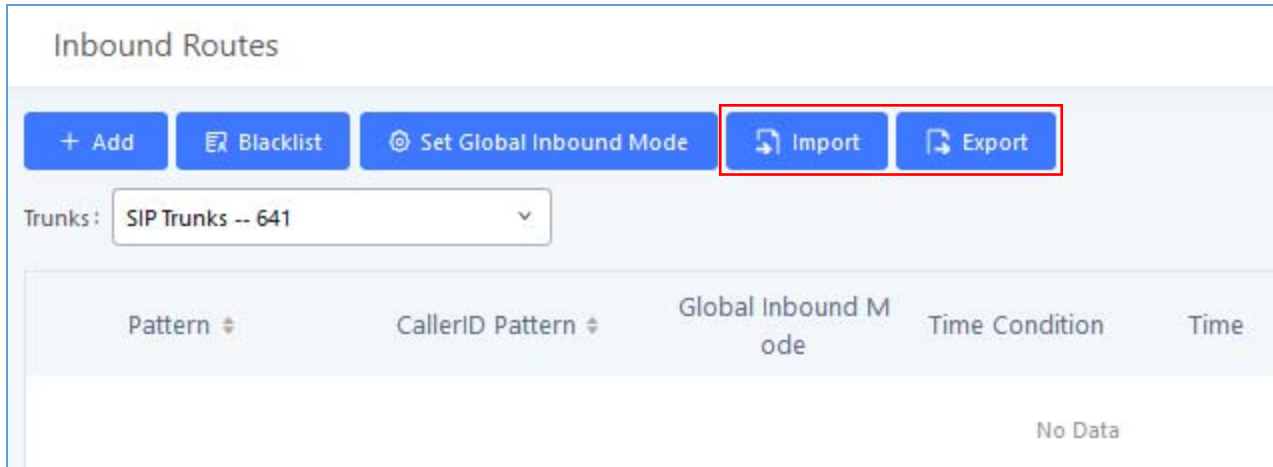 Inbound Routes
+ Add Blacklist Set Global Inbound Mode Import Export
Trunks: SIP Trunks -- 641
Pattern CallerID Pattern Global Inbound M
ode Time Condition Time
No Data